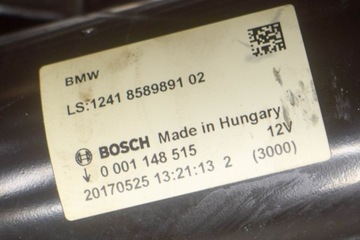 BMW
LS:1241 8589891 02
BOSCH Made in Hungary
↓ 0 001 148 515 12V
20170525 13:21:13 2 (3000)